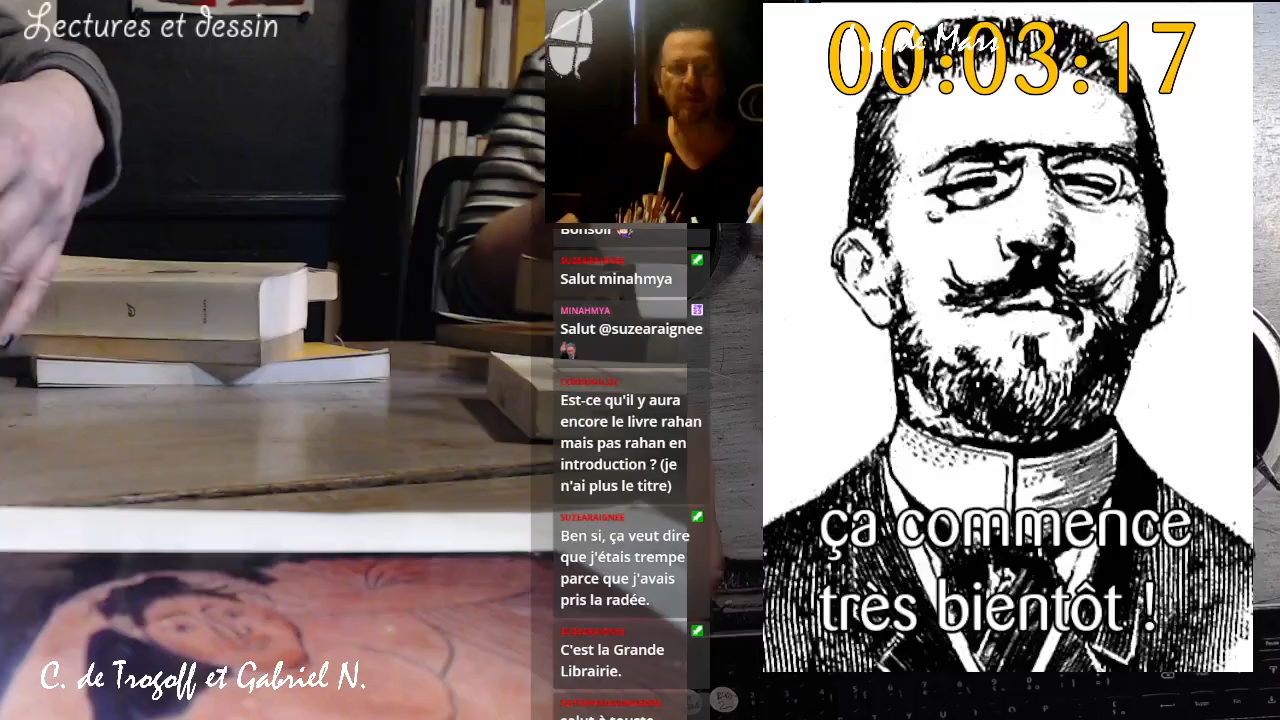 Lectures et dessin
00:03:17
de Mars
Bonsoir
Salut minahmya
MINAHMYA
Salut @suzearaignee
Est-ce qu'il y aura
encore le livre rahan
mais pas rahan en
introduction ? (je
n'ai plus le titre)
SUZEARAIGNEE
Ben si, ça veut dire
que j'étais trempe
parce que j'avais
pris la radée.
C'est la Grande
Librairie.
salut à touste
ça commence
très bientôt !
C. de Trogoff et Gabriel N.